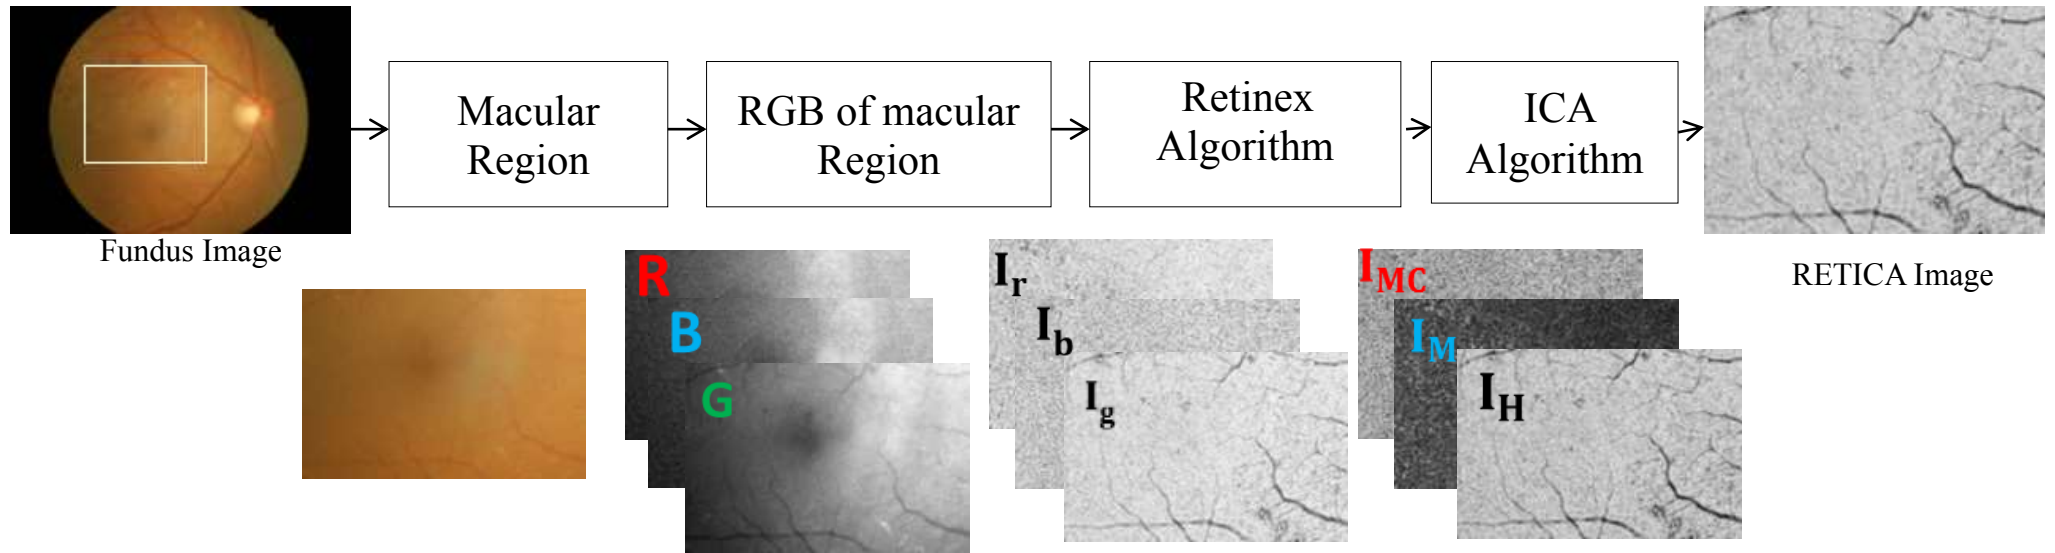 Macular
Region
RGB of macular
Region
Retinex
Algorithm
ICA
Algorithm
Fundus Image
RETICA Image
R
B
G
Ir
Ib
Ig
IMC
IM
IH